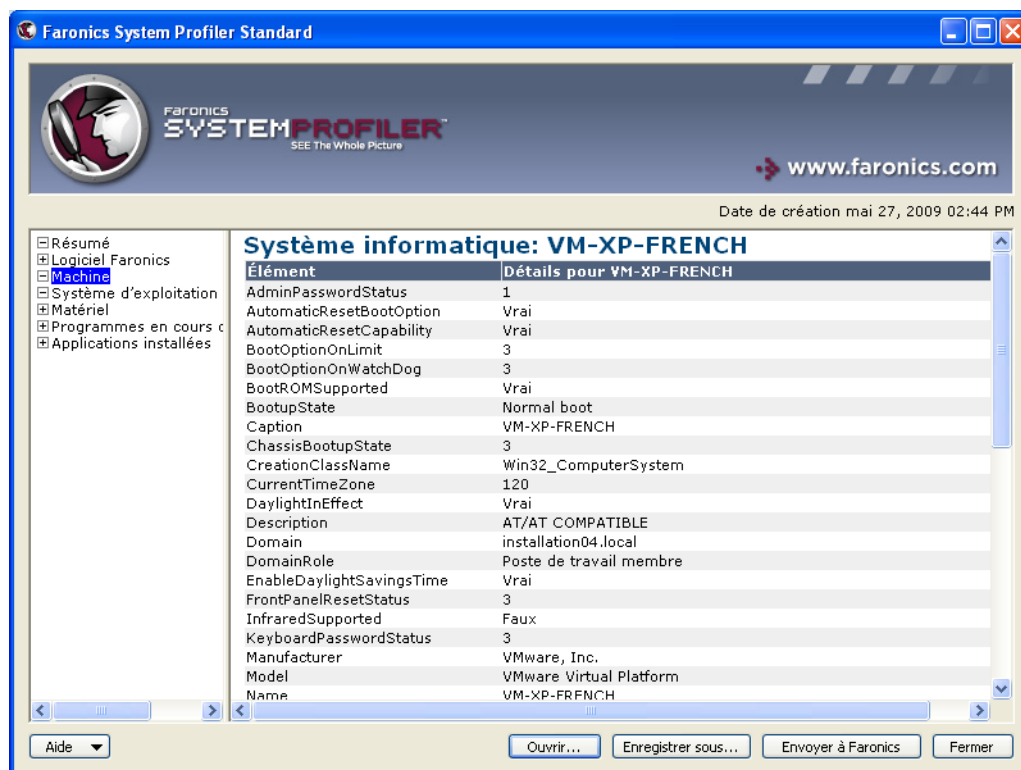 Faronics System Profiler Standard
Faronics
SYSTEMPROFILER™
SEE The Whole Picture
www.faronics.com
Date de création mai 27, 2009 02:44 PM
Résumé
Logiciel Faronics
Machine
Système d'exploitation
Matériel
Programmes en cours d
Applications installées
Système informatique: VM-XP-FRENCH
Élément Détails pour VM-XP-FRENCH
AdminPasswordStatus 1
AutomaticResetBootOption Vrai
AutomaticResetCapability Vrai
BootOptionOnLimit 3
BootOptionOnWatchDog 3
BootROMSupported Vrai
BootupState Normal boot
Caption VM-XP-FRENCH
ChassisBootupState 3
CreationClassName Win32_ComputerSystem
CurrentTimeZone 120
DaylightInEffect Vrai
Description AT/AT COMPATIBLE
Domain installation04.local
DomainRole Poste de travail membre
EnableDaylightSavingsTime Vrai
FrontPanelResetStatus 3
InfraredSupported Faux
KeyboardPasswordStatus 3
Manufacturer VMware, Inc.
Model VMware Virtual Platform
Name VM-XP-FRENCH
Aide Ouvrir... Enregistrer sous... Envoyer à Faronics Fermer